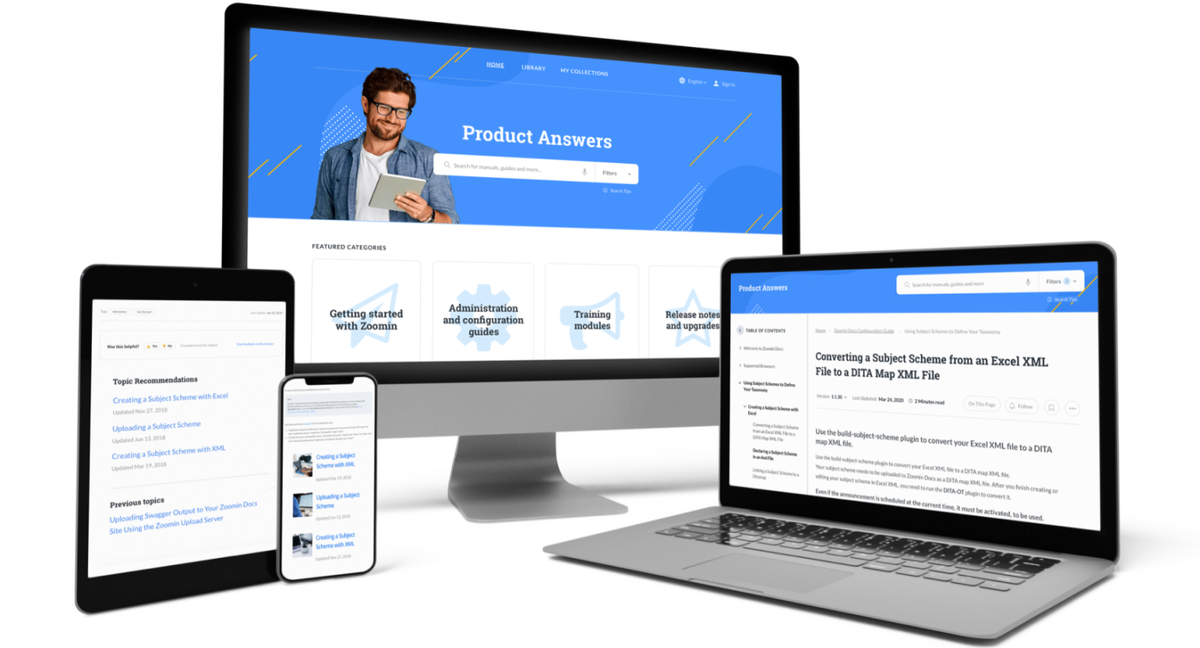 HOME LIBRARY MY COLLECTIONS
English
Sign In
Product Answers
Search for manuals, guides and more...
Filters
Search Tips
FEATURED CATEGORIES
Getting started
with Zoomin
Administration
and configuration
guides
Training
modules
Release notes
and upgrades
Was this helpful? Yes No
Topic Recommendations
Creating a Subject Scheme with Excel
Updated Nov 27, 2018
Uploading a Subject Scheme
Updated Jun 13, 2018
Creating a Subject Scheme with XML
Updated Mar 19, 2018
Previous topics
Uploading Swagger Output to Your Zoomin Docs
Site Using the Zoomin Upload Server
Creating a Subject
Scheme with XML
Uploading a Subject
Scheme
Creating a Subject
Scheme with XML
Updated Nov 27, 2018
Product Answers
Search for manuals, guides and more
Filters
Search Tips
TABLE OF CONTENTS
Welcome to Zoomin Docs
Supported Browsers
Using Subject Schemes to Define
Your Taxonomy
Creating a Subject Scheme with
Excel
Converting a Subject Scheme
from an Excel XML File to a
DITA Map XML File
Declaring a Subject Scheme
in an
Linking a Subject Scheme to a
Ditamap
Home Zoomin Docs Configuration Guide Using Subject Schemes to Define Your Taxonomy
Converting a Subject Scheme from an Excel XML
File to a DITA Map XML File
Version 1.1.10 Last Updated: Mar 24, 2020 2 Minutes read
On This Page
Follow
Use the build-subject-scheme plugin to convert your Excel XML file to a DITA
map XML file.
Use the build-subject-scheme plugin to convert your Excel XML file to a DITA map XML file.
Your subject scheme needs to be uploaded to Zoomin Docs as a DITA map XML file. After you finish creating or
editing your subject scheme in Excel, you need to run the DITA-OT plugin to convert it.
Even if the announcement is scheduled at the current time, it must be activated, to be used.